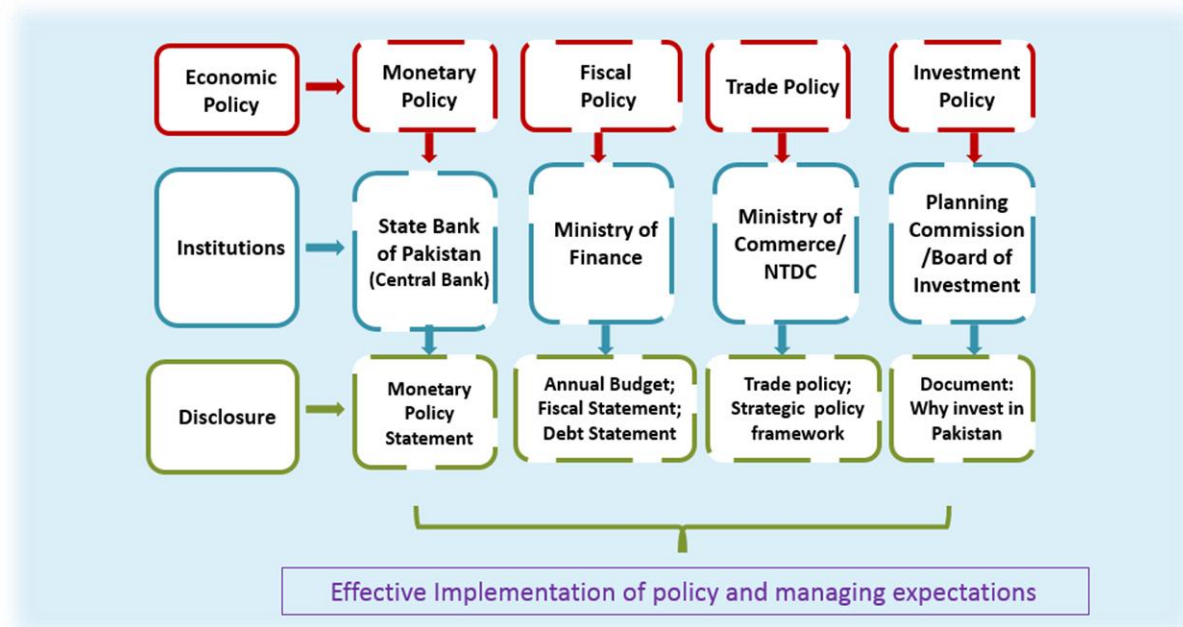 Economic
Policy
Monetary
Policy
Fiscal
Policy
Trade Policy
Investment
Policy
Institutions
State Bank
of Pakistan
(Central Bank)
Ministry of
Finance
Ministry of
Commerce/
NTDC
Planning
Commission
/Board of
Investment
Disclosure
Monetary
Policy
Statement
Annual Budget;
Fiscal Statement;
Debt Statement
Trade policy;
Strategic policy
framework
Document:
Why invest in
Pakistan
Effective Implementation of policy and managing expectations